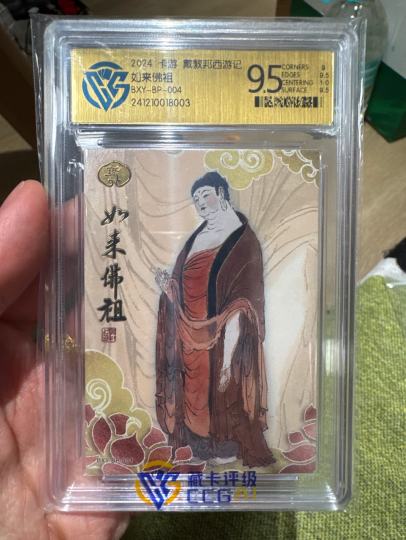 2024 卡游 戴敦邦西游记
如来佛祖
BXY-BP-004
241210018003
9.5
CORNERS 9
EDGES 9.5
CENTERING 10
SURFACE 9.5
如来佛祖
藏卡评级
CCG